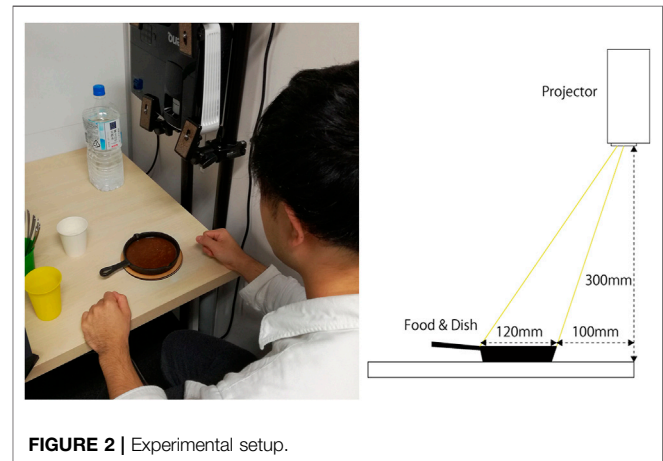 Projector
300mm
Food & Dish
120mm
100mm
FIGURE 2 | Experimental setup.